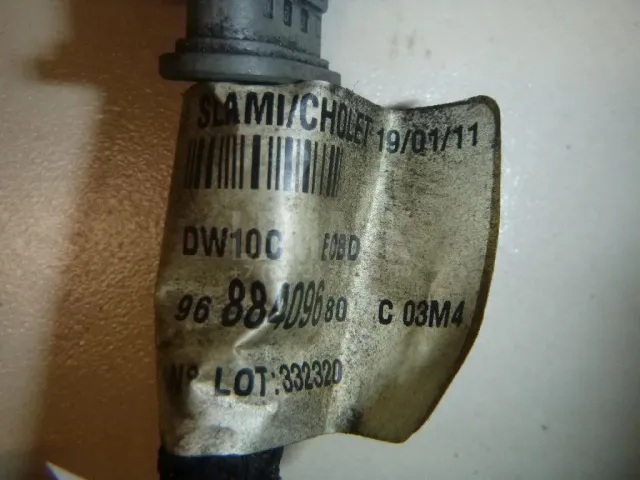 SLAMI/CHOLET 19/01/11
DW10C EOBD
96 884096 80 C 03M4
N° LOT:332320